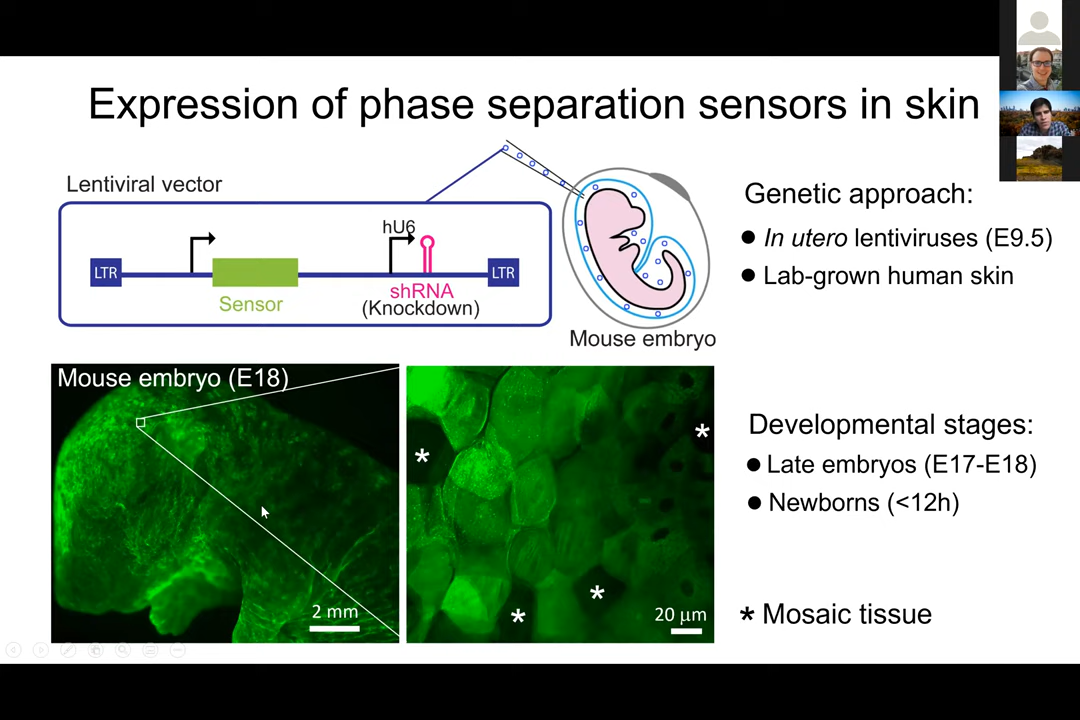 Expression of phase separation sensors in skin
Lentiviral vector
hU6
LTR
LTR
Sensor
shRNA
(Knockdown)
Mouse embryo
Genetic approach:
● In utero lentiviruses (E9.5)
● Lab-grown human skin
Mouse embryo (E18)
2 mm
*
*
*
*
20 μm
Developmental stages:
● Late embryos (E17-E18)
● Newborns (<12h)
* Mosaic tissue